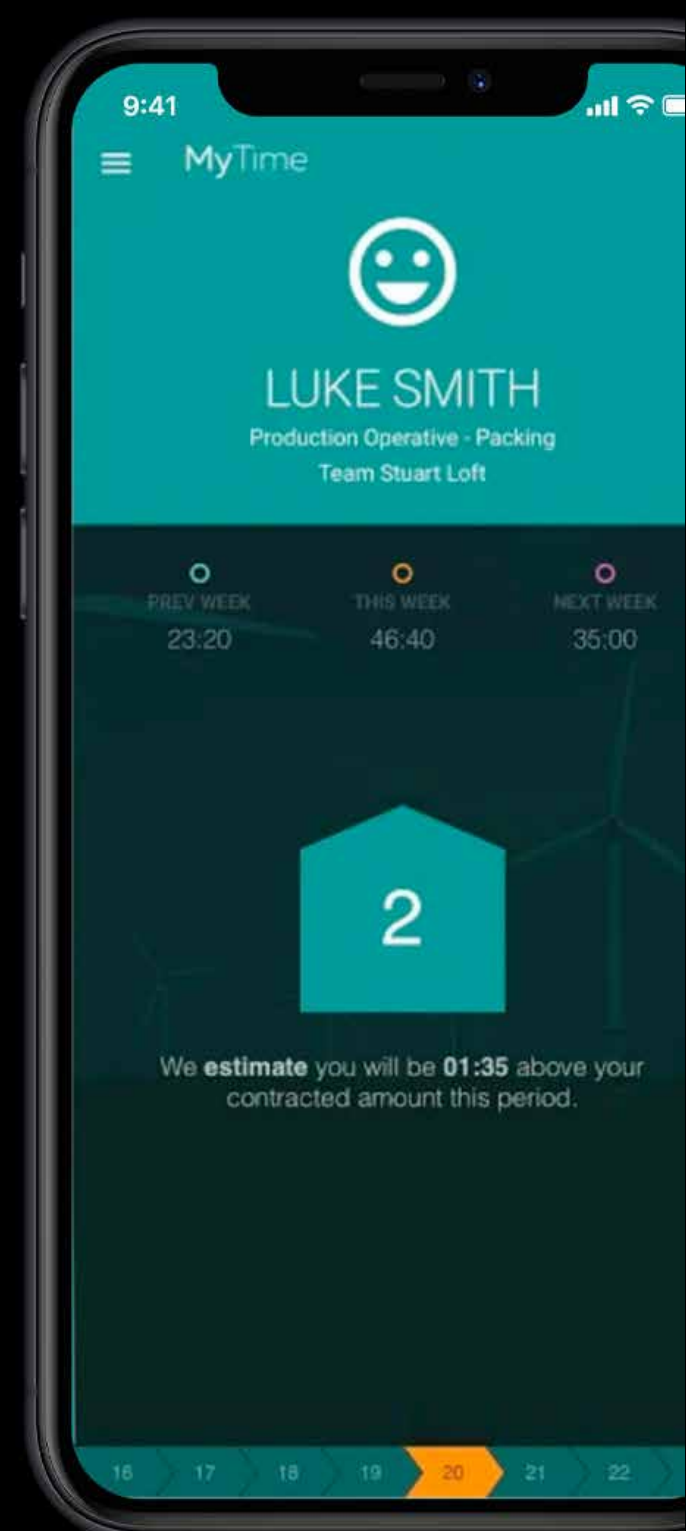 9:41
MyTime
LUKE SMITH
Production Operative - Packing
Team Stuart Loft
PREV WEEK THIS WEEK NEXT WEEK
23:20 46:40 35:00
2
We estimate you will be 01:35 above your
contracted amount this period.
16 17 18 19 20 21 22